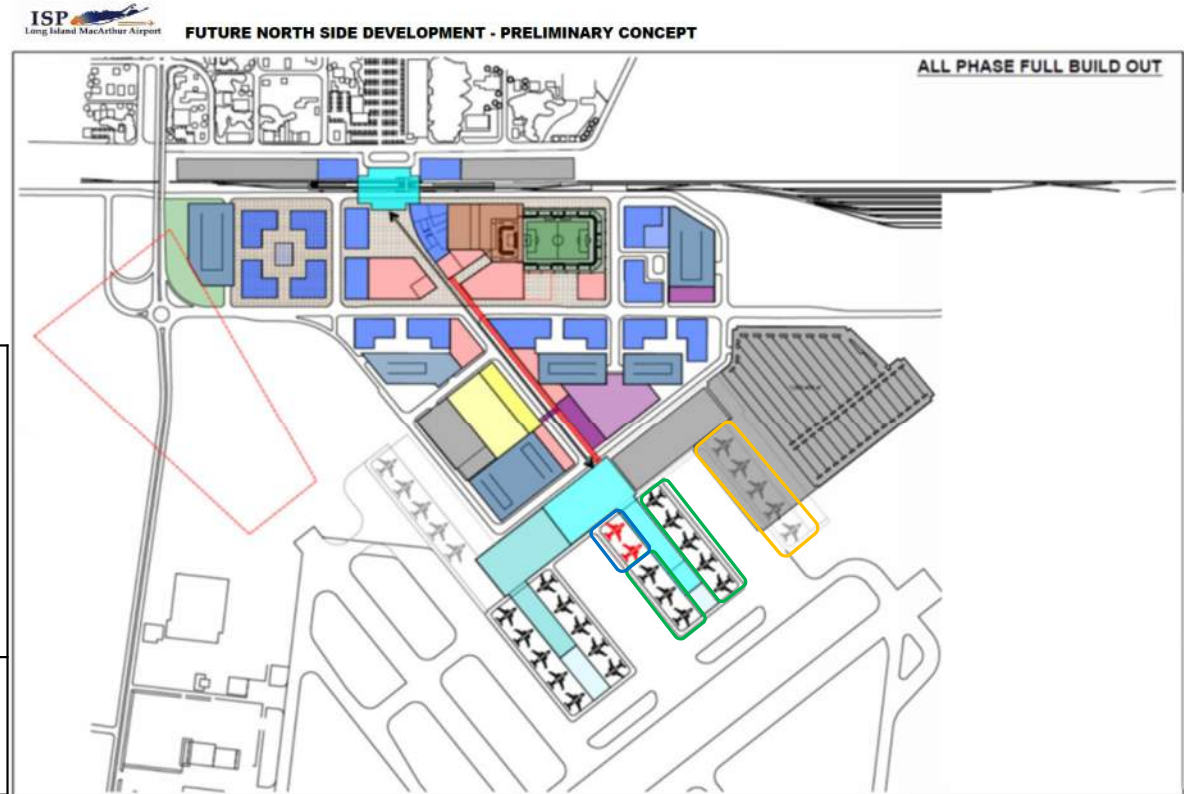 ISP
Long Island MacArthur Airport
FUTURE NORTH SIDE DEVELOPMENT - PRELIMINARY CONCEPT
ALL PHASE FULL BUILD OUT